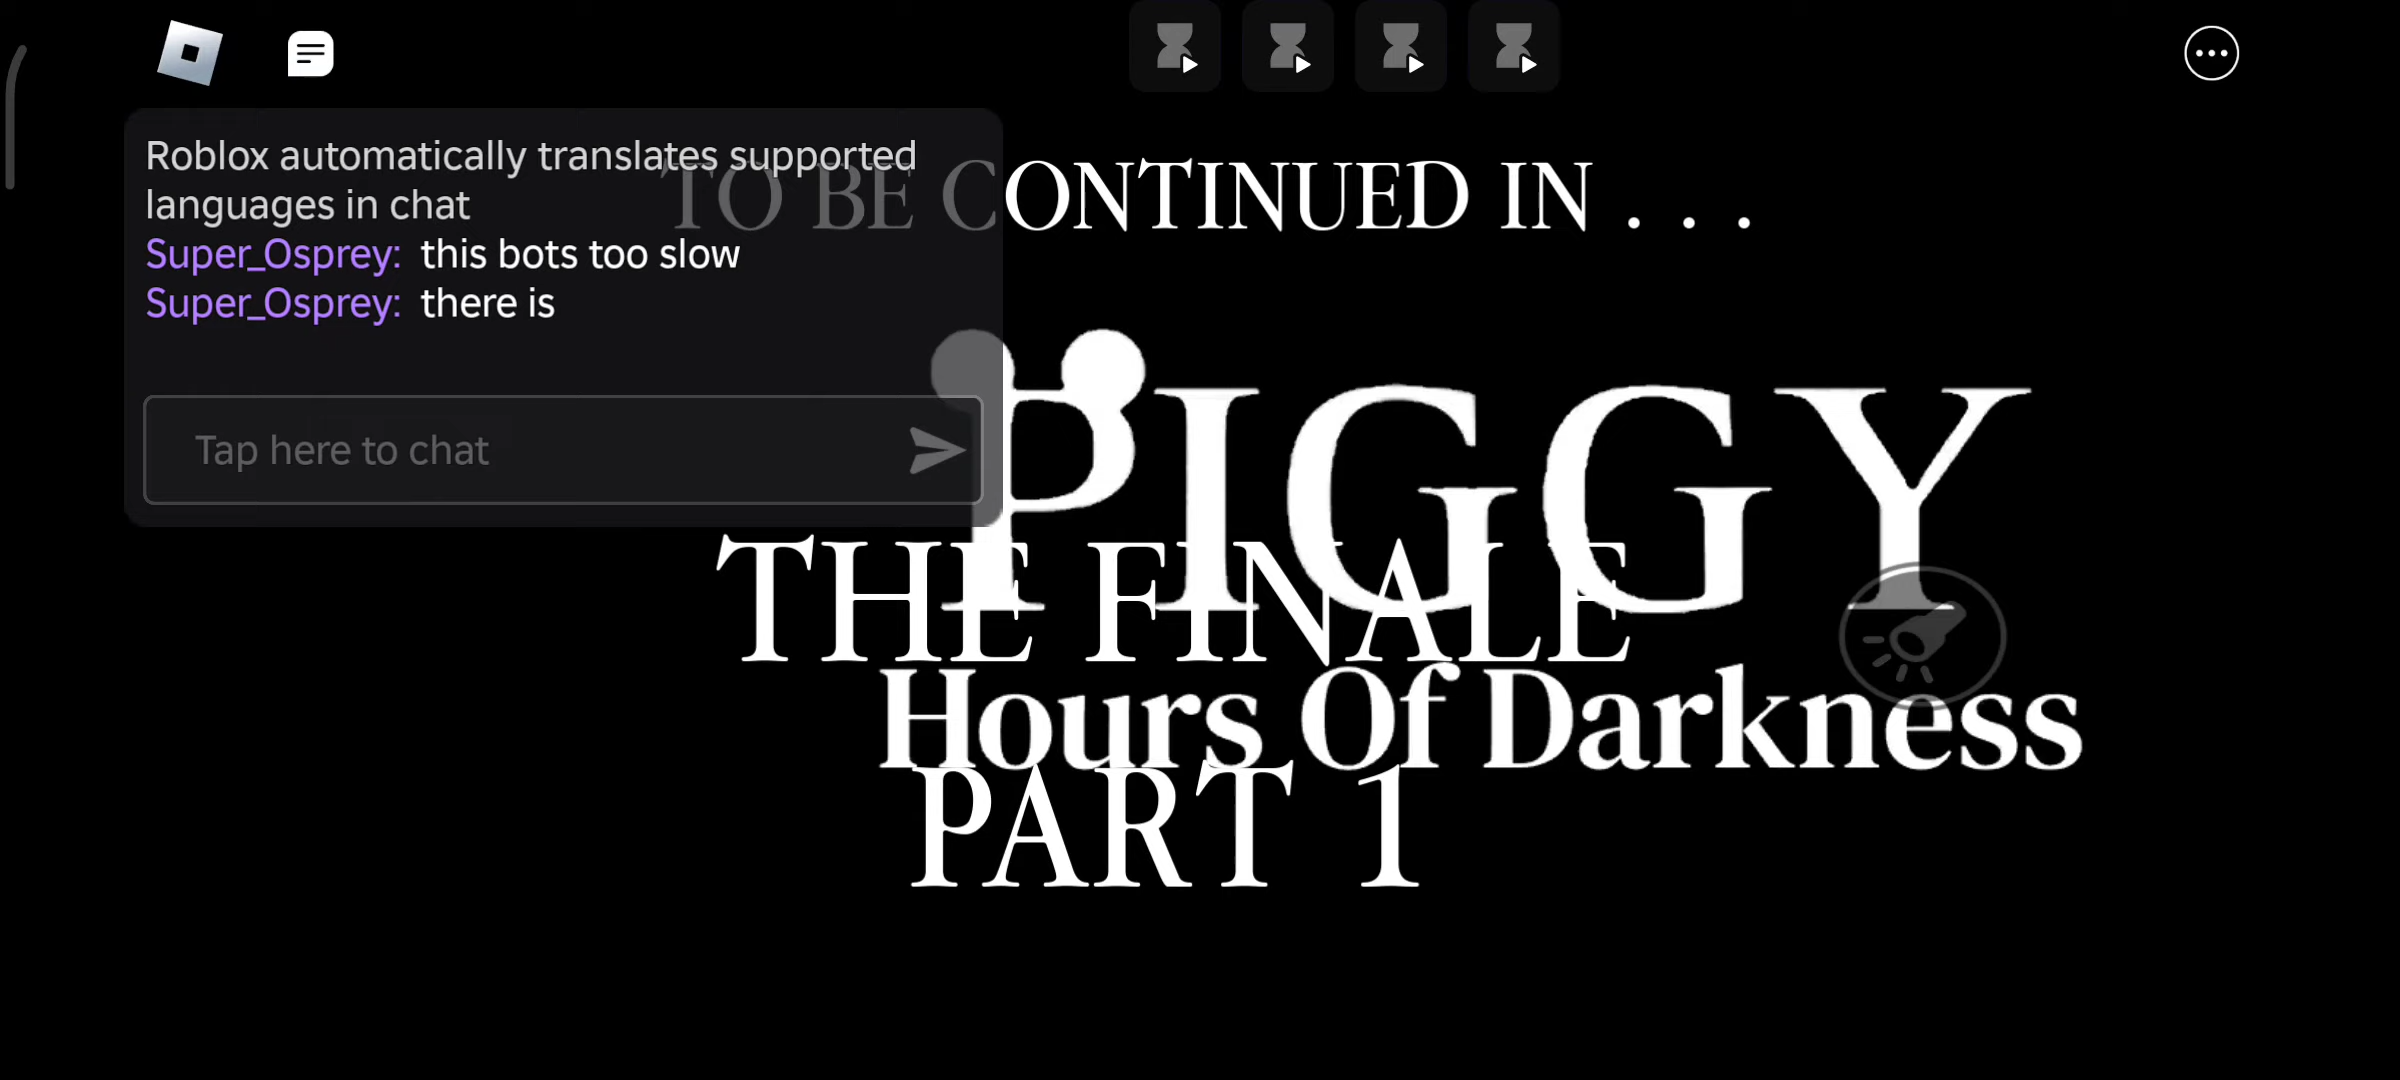 Roblox automatically translates supported
languages in chat
Super_Osprey: this bots too slow
Super_Osprey: there is
Tap here to chat
TO BE CONTINUED IN . . .
PIGGY
THE FINALE
Hours Of Darkness
PART 1